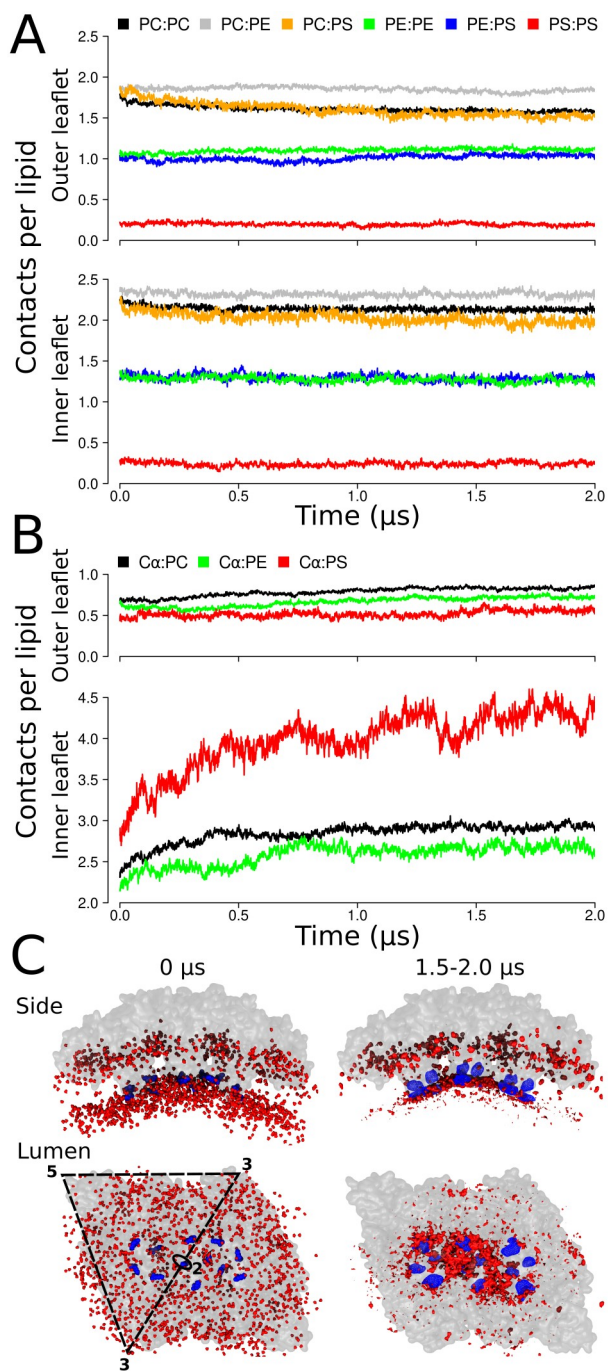 A
PC:PC PC:PE PC:PS PE:PE PE:PS PS:PS
Contacts per lipid
Outer leaflet
2.5
2.0
1.5
1.0
0.5
0.0
Inner leaflet
2.5
2.0
1.5
1.0
0.5
0.0
0.0 0.5 1.0 1.5 2.0
Time (μs)
B
Cα:PC Cα:PE Cα:PS
Contacts per lipid
Outer leaflet
1.0
0.5
0.0
Inner leaflet
4.5
4.0
3.5
3.0
2.5
2.0
0.0 0.5 1.0 1.5 2.0
Time (μs)
C
0 μs 1.5-2.0 μs
Side
Lumen
5 3
2
3